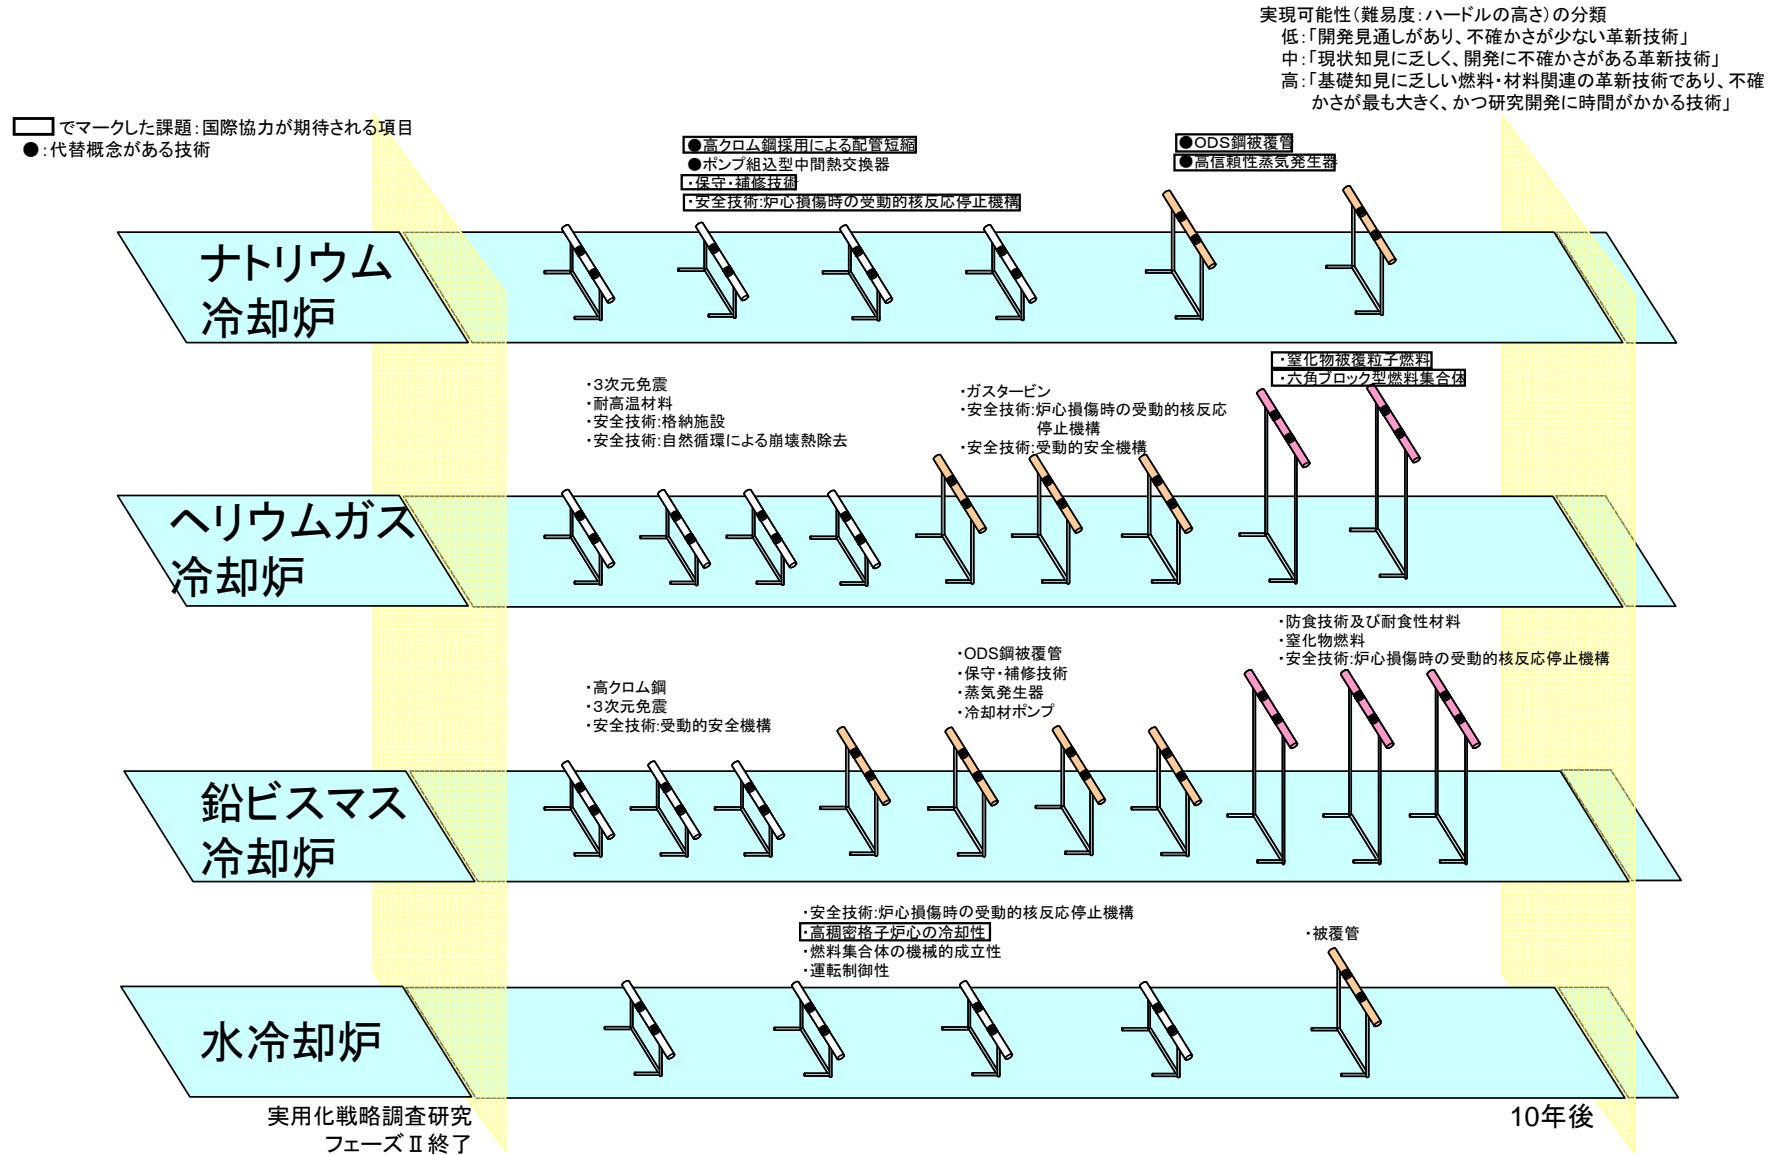 実現可能性(難易度:ハードルの高さ)の分類
低:「開発見通しがあり、不確かさが少ない革新技術」
中:「現状知見に乏しく、開発に不確かさがある革新技術」
高:「基礎知見に乏しい燃料・材料関連の革新技術であり、不確
かさが最も大きく、かつ研究開発に時間がかかる技術」
でマークした課題:国際協力が期待される項目
●:代替概念がある技術
●高クロム鋼採用による配管短縮
●ポンプ組込型中間熱交換器
・保守・補修技術
・安全技術:炉心損傷時の受動的核反応停止機構
●ODS鋼被覆管
●高信頼性蒸気発生器
ナトリウム
冷却炉
・3次元免震
・耐高温材料
・安全技術:格納施設
・安全技術:自然循環による崩壊熱除去
・ガスタービン
・安全技術:炉心損傷時の受動的核反応
停止機構
・安全技術:受動的安全機構
・窒化物被覆粒子燃料
・六角ブロック型燃料集合体
ヘリウムガス
冷却炉
・高クロム鋼
・3次元免震
・安全技術:受動的安全機構
・ODS鋼被覆管
・保守・補修技術
・蒸気発生器
・冷却材ポンプ
・防食技術及び耐食性材料
・窒化物燃料
・安全技術:炉心損傷時の受動的核反応停止機構
鉛ビスマス
冷却炉
・安全技術:炉心損傷時の受動的核反応停止機構
・高稠密格子炉心の冷却性
・燃料集合体の機械的成立性
・運転制御性
・被覆管
水冷却炉
実用化戦略調査研究
フェーズⅡ終了
10年後